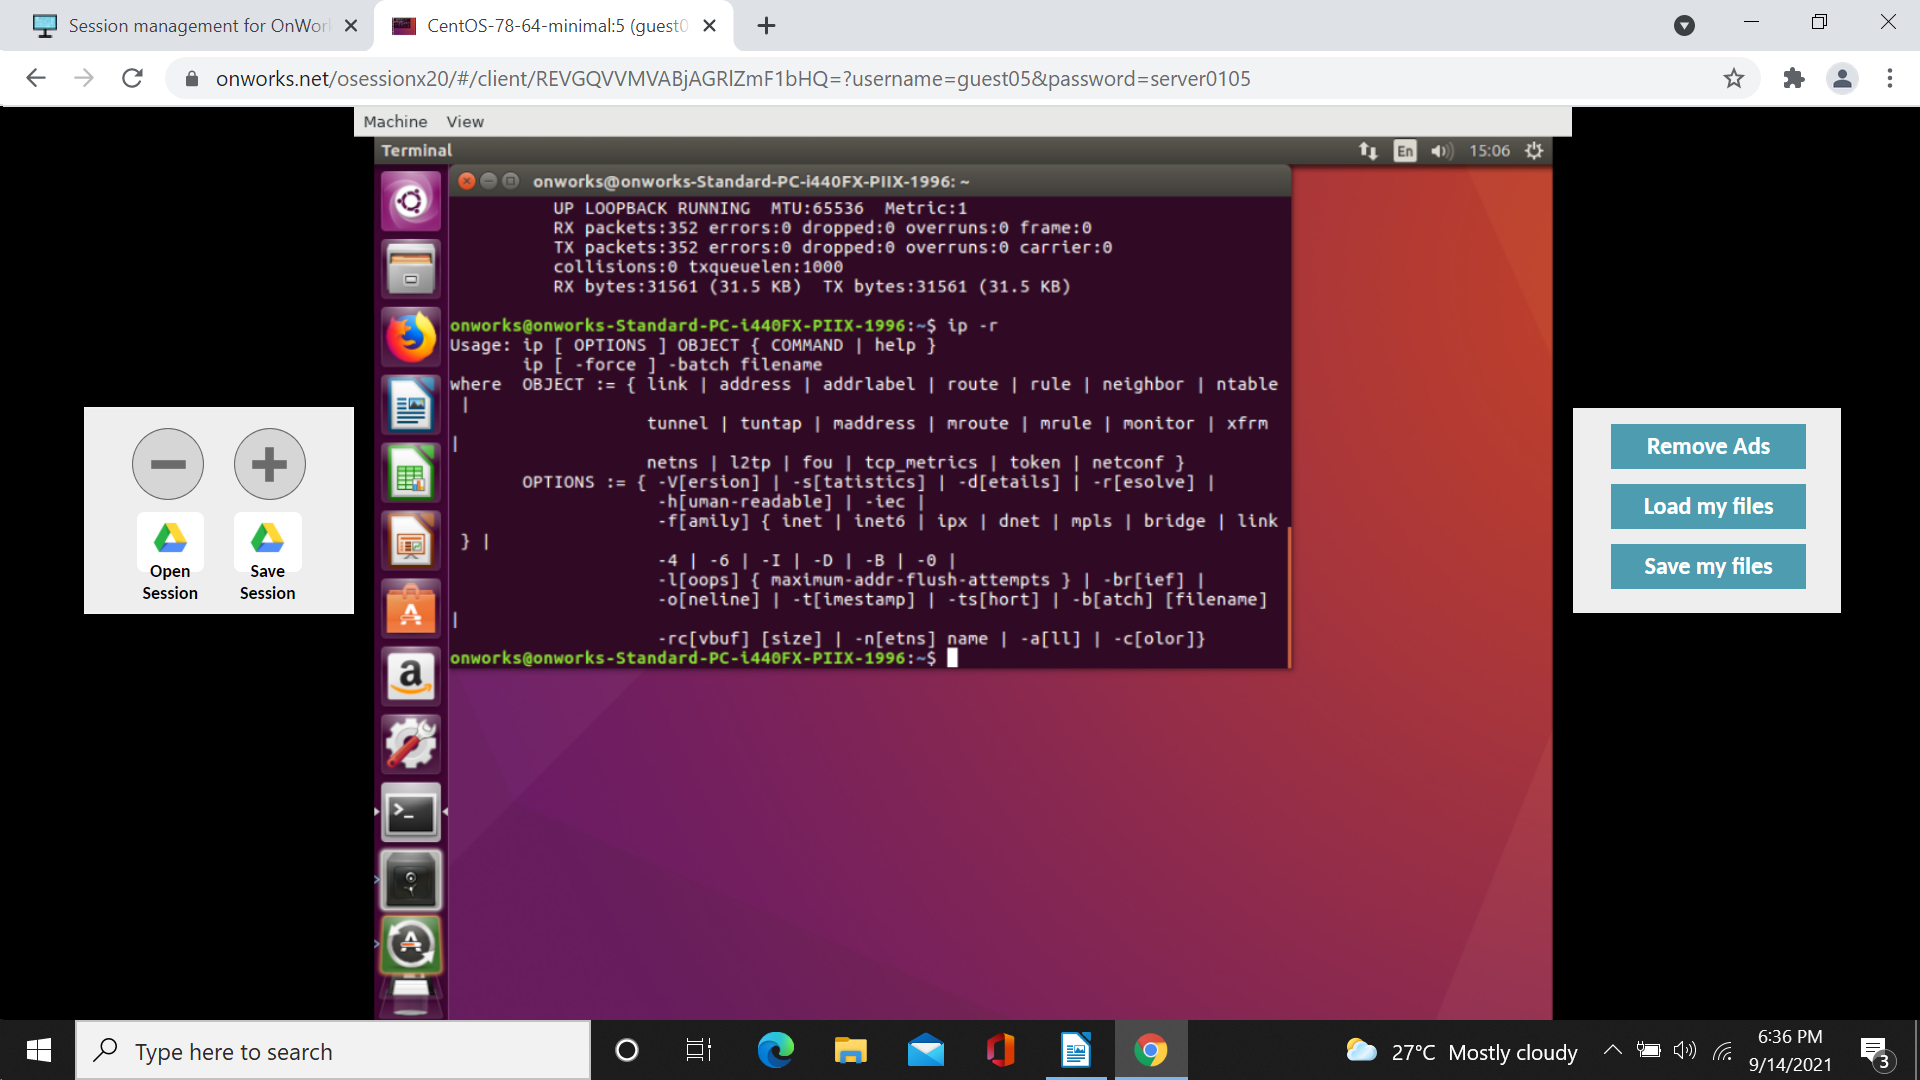 Session management for OnWor
CentOS-78-64-minimal:5 (guest0
onworks.net/osessionx20/#/client/REVGQVVMVABjAGRlZmF1bHQ=?username=guest05&password=server0105
Machine View
Terminal
En
15:06
onworks@onworks-Standard-PC-i440FX-PIIX-1996: ~
UP LOOPBACK RUNNING  MTU:65536  Metric:1
RX packets:352 errors:0 dropped:0 overruns:0 frame:0
TX packets:352 errors:0 dropped:0 overruns:0 carrier:0
collisions:0 txqueuelen:1000
RX bytes:31561 (31.5 KB)  TX bytes:31561 (31.5 KB)
onworks@onworks-Standard-PC-i440FX-PIIX-1996:~$ ip -r
Usage: ip [ OPTIONS ] OBJECT { COMMAND | help }
ip [ -force ] -batch filename
where  OBJECT := { link | address | addrlabel | route | rule | neighbor | ntable
|
tunnel | tuntap | maddress | mroute | mrule | monitor | xfrm
|
netns | l2tp | fou | tcp_metrics | token | netconf }
OPTIONS := { -V[ersion] | -s[tatistics] | -d[etails] | -r[esolve] |
-h[uman-readable] | -iec |
-f[amily] { inet | inet6 | ipx | dnet | mpls | bridge | link
} |
-4 | -6 | -I | -D | -B | -0 |
-l[oops] { maximum-addr-flush-attempts } | -br[ief] |
-o[neline] | -t[imestamp] | -ts[hort] | -b[atch] [filename]
|
-rc[vbuf] [size] | -n[etns] name | -a[ll] | -c[olor]}
onworks@onworks-Standard-PC-i440FX-PIIX-1996:~$
Open
Session
Save
Session
Remove Ads
Load my files
Save my files
Type here to search
27°C Mostly cloudy
6:36 PM
9/14/2021
3